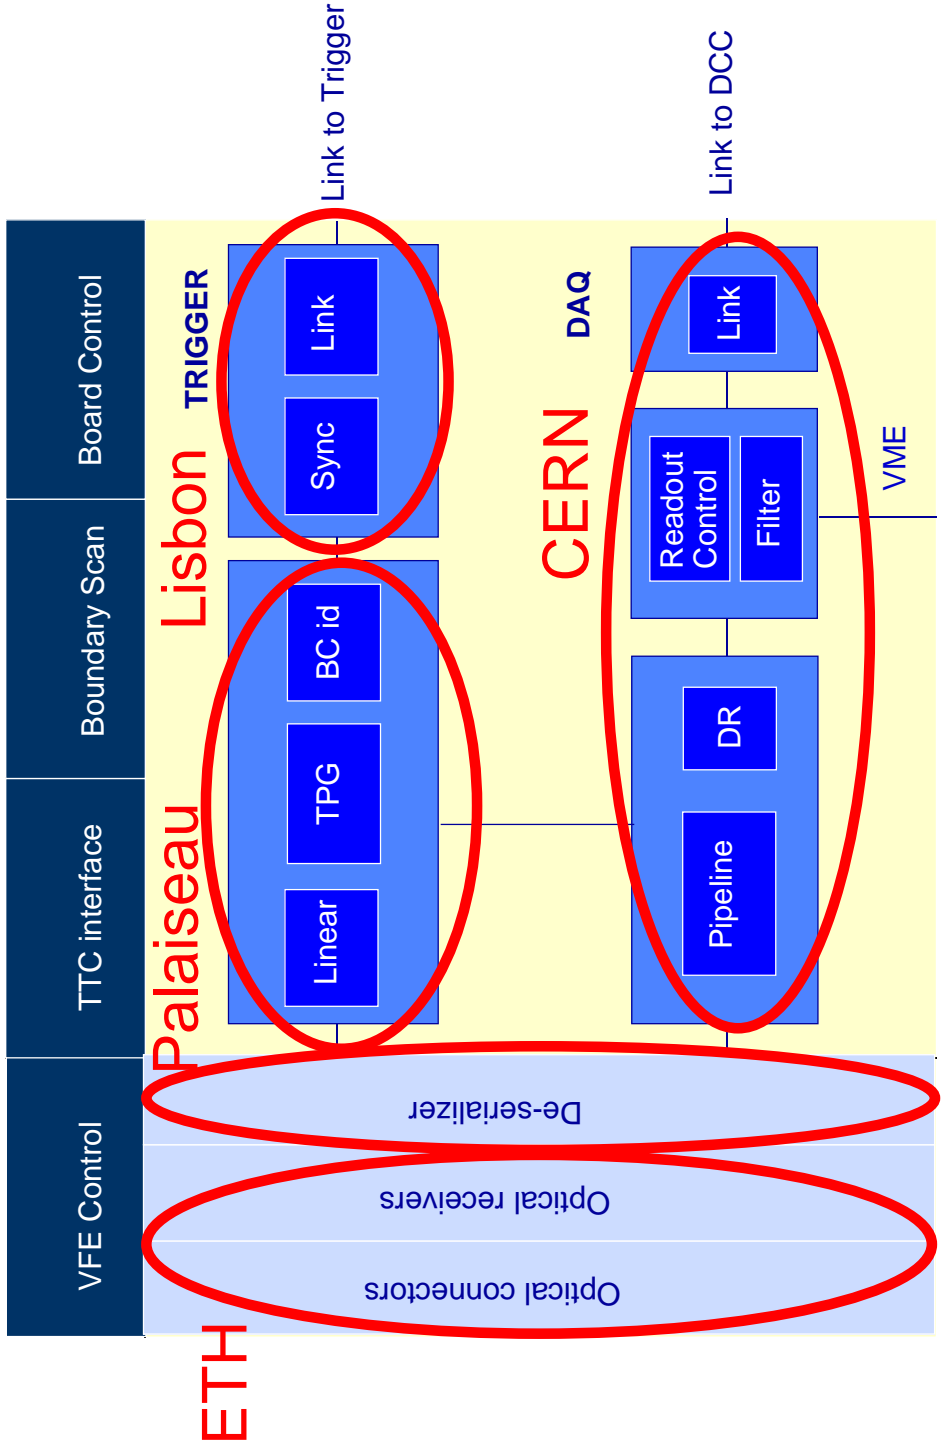 VFE Control
TTC interface
Boundary Scan
Board Control
ETH
Palaiseau
Lisbon
TRIGGER
Optical connectors
Optical receivers
De-serializer
Linear
TPG
BC id
Sync
Link
Link to Trigger
CERN
DAQ
Pipeline
DR
Readout
Control
Filter
Link
Link to DCC
VME